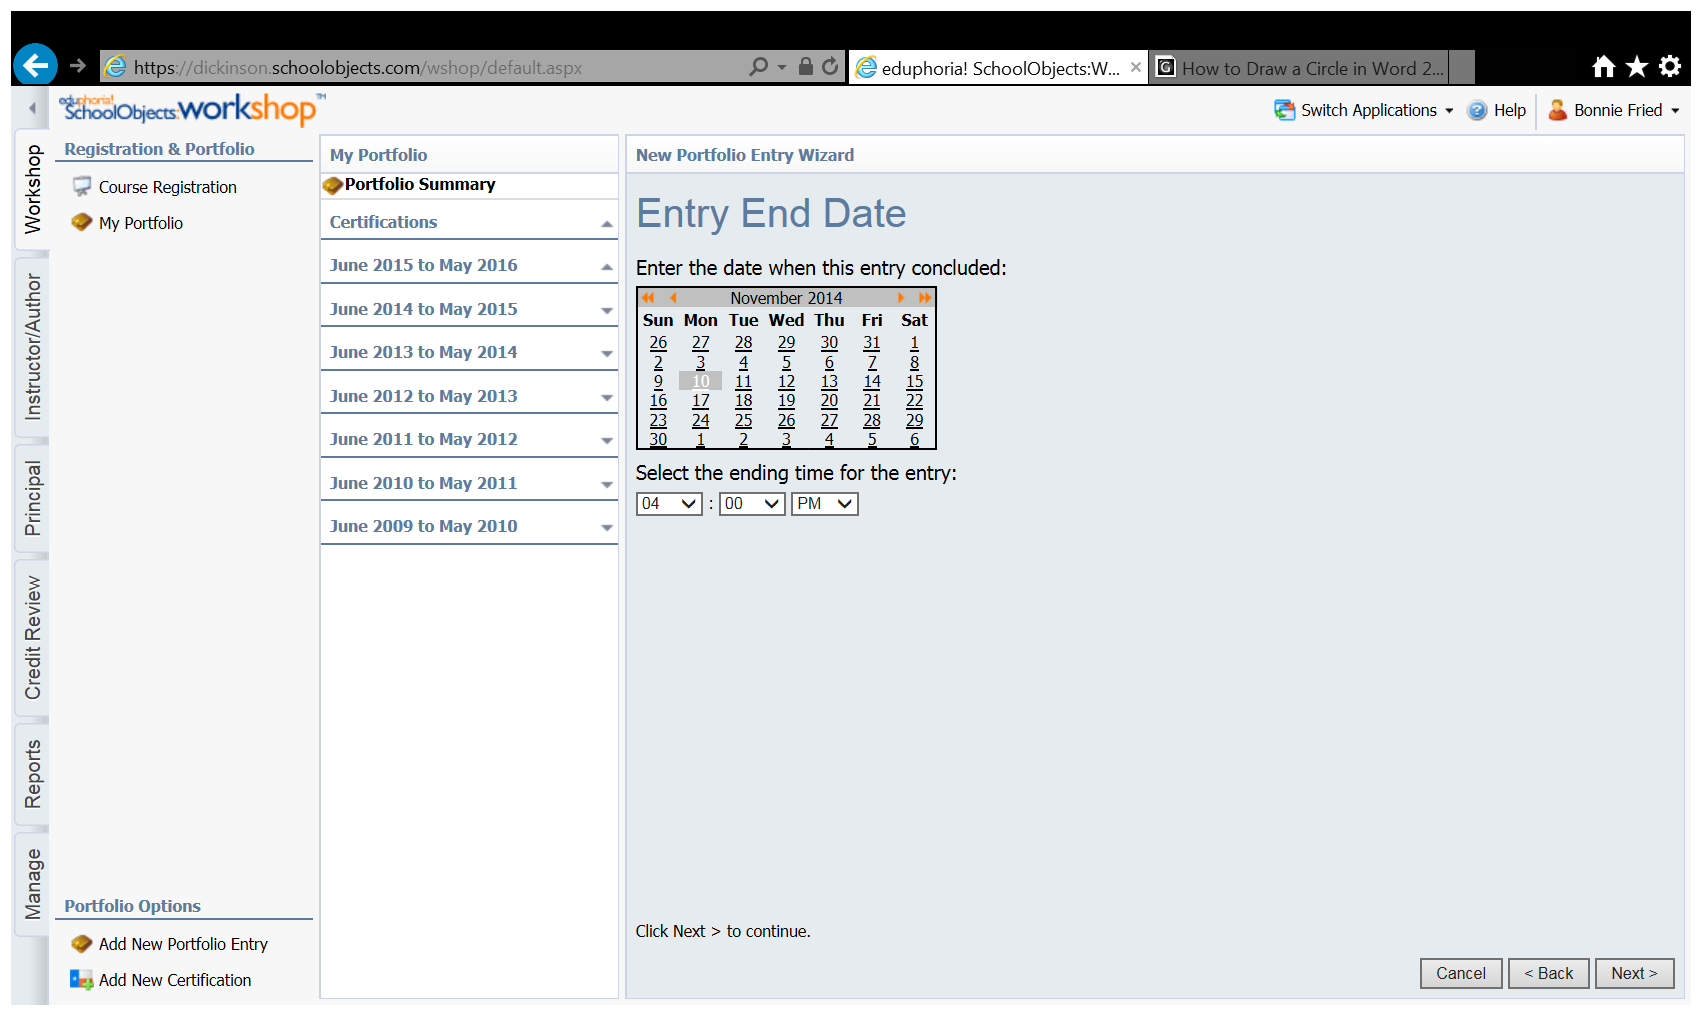 https://dickinson.schoolobjects.com/wshop/default.aspx
eduphoria! SchoolObjects:W...
How to Draw a Circle in Word 2...
eduphoria!
SchoolObjects:workshop™
Switch Applications
Help
Bonnie Fried
Workshop
Instructor/Author
Principal
Credit Review
Reports
Manage
Registration & Portfolio
Course Registration
My Portfolio
Portfolio Options
Add New Portfolio Entry
Add New Certification
My Portfolio
Portfolio Summary
Certifications
June 2015 to May 2016
June 2014 to May 2015
June 2013 to May 2014
June 2012 to May 2013
June 2011 to May 2012
June 2010 to May 2011
June 2009 to May 2010
New Portfolio Entry Wizard
Entry End Date
Enter the date when this entry concluded:
November 2014
Sun Mon Tue Wed Thu Fri Sat
26 27 28 29 30 31 1
2 3 4 5 6 7 8
9 10 11 12 13 14 15
16 17 18 19 20 21 22
23 24 25 26 27 28 29
30 1 2 3 4 5 6
Select the ending time for the entry:
04 : 00 PM
Click Next > to continue.
Cancel < Back Next >